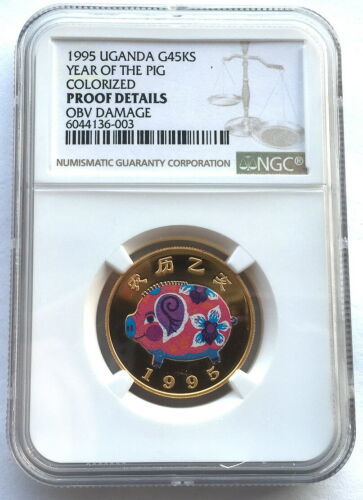 1995 UGANDA G45KS
YEAR OF THE PIG
COLORIZED
PROOF DETAILS
OBV DAMAGE
6044136-003
NUMISMATIC GUARANTY CORPORATION NGC
农历乙亥
1995